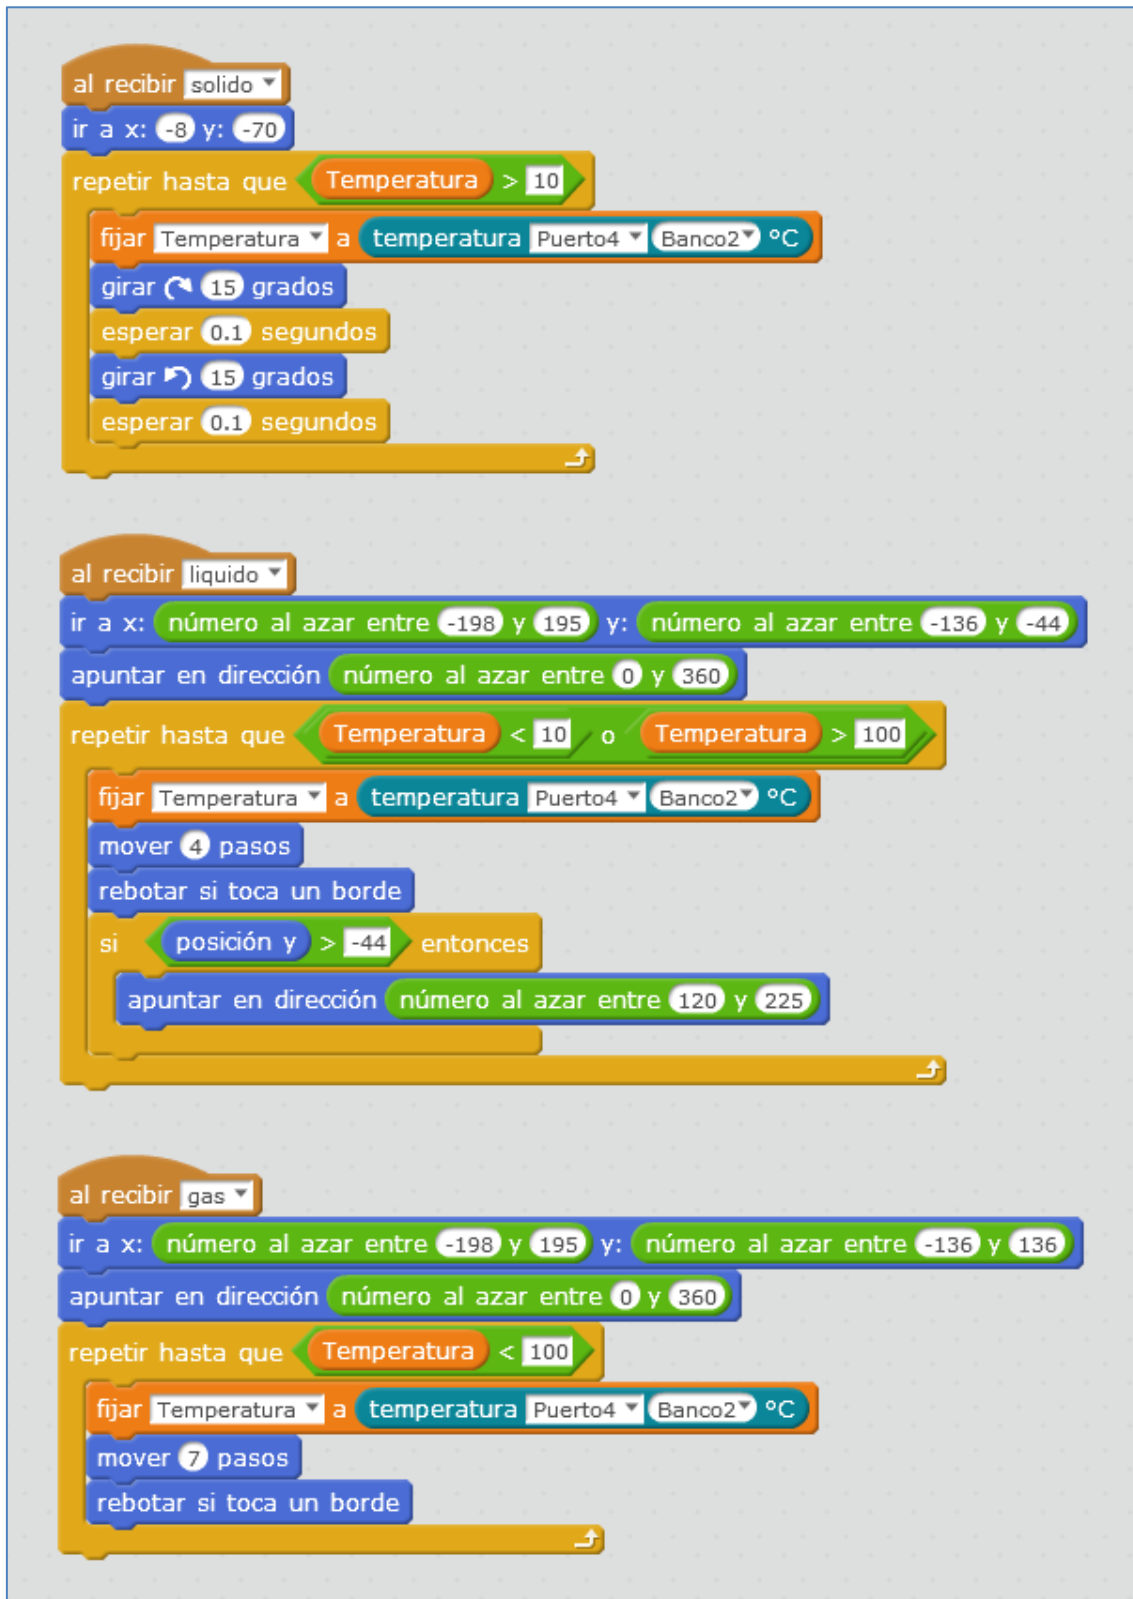 al recibir solido
ir a x: -8 y: -70
repetir hasta que Temperatura > 10
fijar Temperatura a temperatura Puerto4 Banco2 °C
girar 15 grados
esperar 0.1 segundos
girar 15 grados
esperar 0.1 segundos
al recibir liquido
ir a x: número al azar entre -198 y 195 y: número al azar entre -136 y -44
apuntar en dirección número al azar entre 0 y 360
repetir hasta que Temperatura < 10 o Temperatura > 100
fijar Temperatura a temperatura Puerto4 Banco2 °C
mover 4 pasos
rebotar si toca un borde
si posición y > -44 entonces
apuntar en dirección número al azar entre 120 y 225
al recibir gas
ir a x: número al azar entre -198 y 195 y: número al azar entre -136 y 136
apuntar en dirección número al azar entre 0 y 360
repetir hasta que Temperatura < 100
fijar Temperatura a temperatura Puerto4 Banco2 °C
mover 7 pasos
rebotar si toca un borde